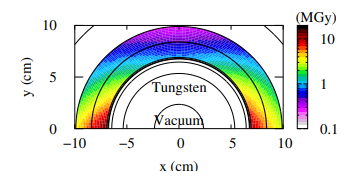 (MGy)
10
10
y (cm)
5
Tungsten
1
Vacuum
0
0.1
−10 −5 0 5 10
x (cm)